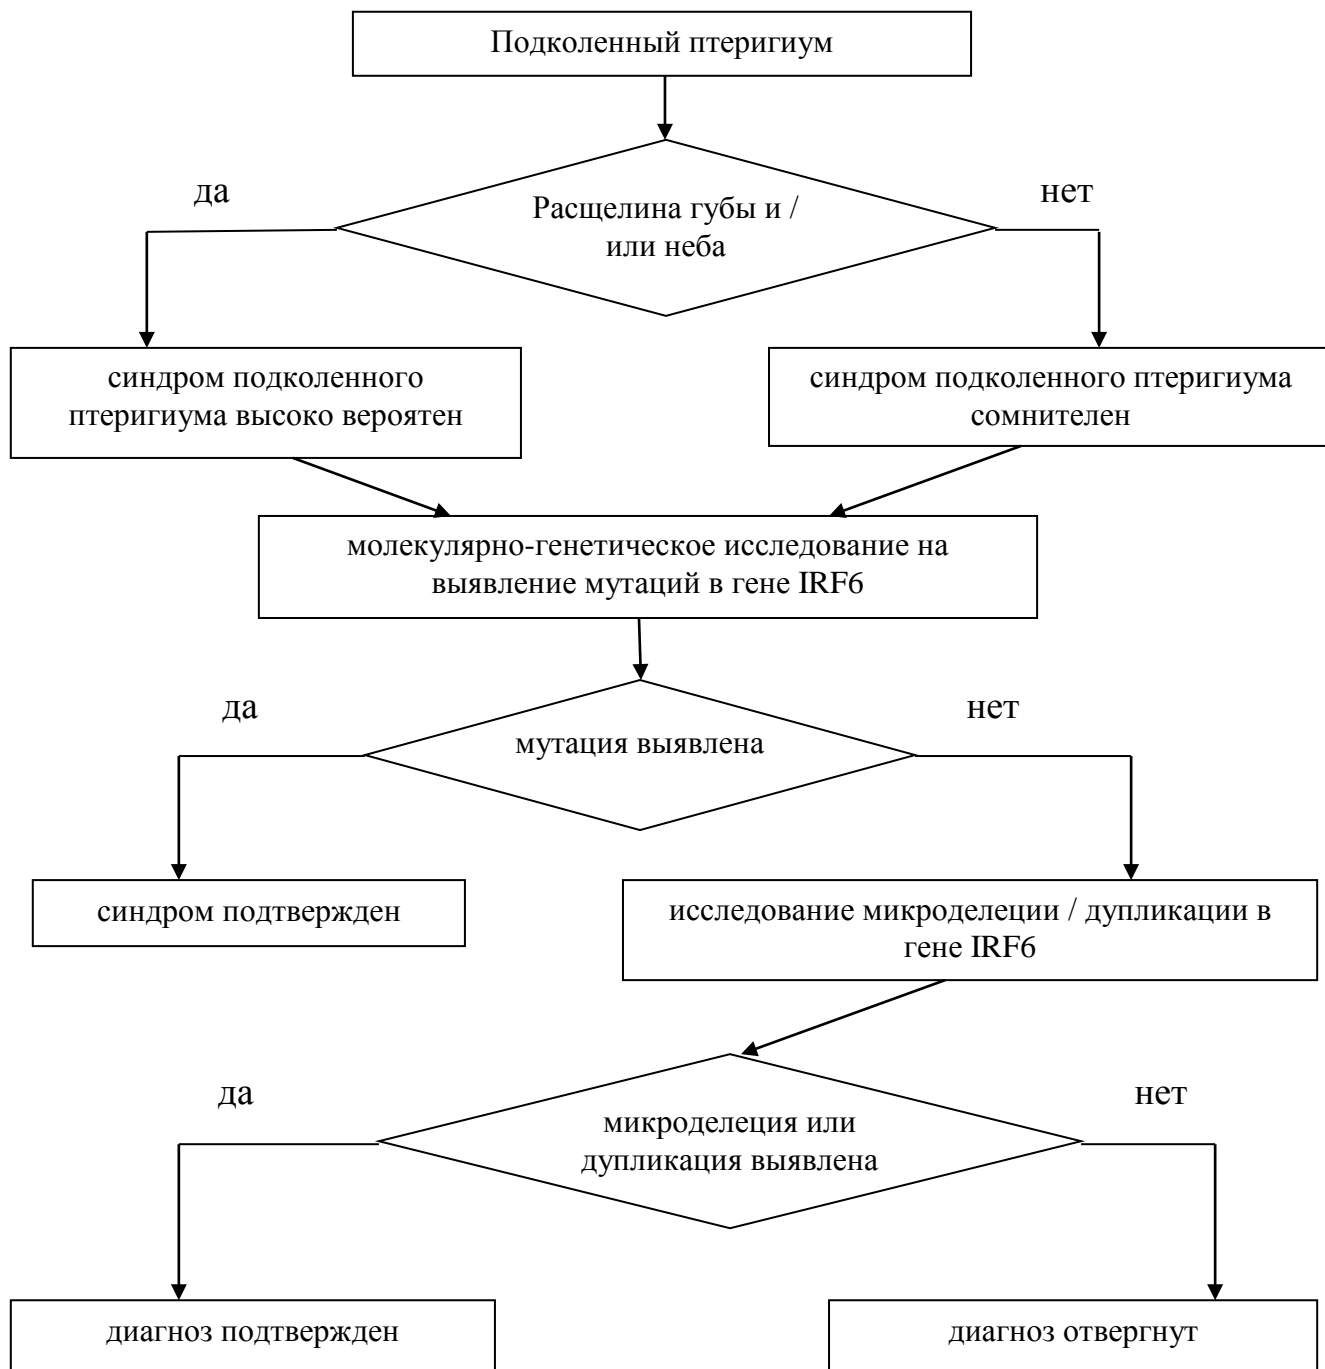 Подколенный птеригиум
да
нет
Расщелина губы и /
или неба
синдром подколенного
птеригиума высоко вероятен
синдром подколенного птеригиума
сомнителен
молекулярно-генетическое исследование на
выявление мутаций в гене IRF6
да
нет
мутация выявлена
синдром подтвержден
исследование микроделеции / дупликации в
гене IRF6
да
нет
микроделеция или
дупликация выявлена
диагноз подтвержден
диагноз отвергнут